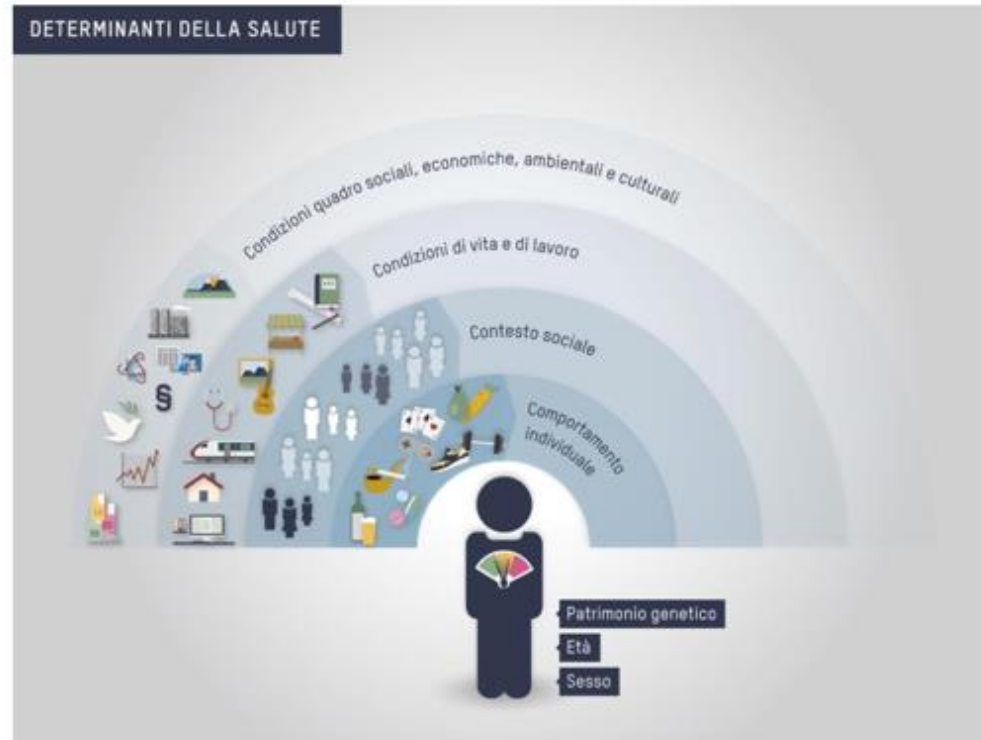 DETERMINANTI DELLA SALUTE
Condizioni quadro sociali, economiche, ambientali e culturali
Condizioni di vita e di lavoro
Contesto sociale
Comportamento
individuale
§
Patrimonio genetico
Età
Sesso